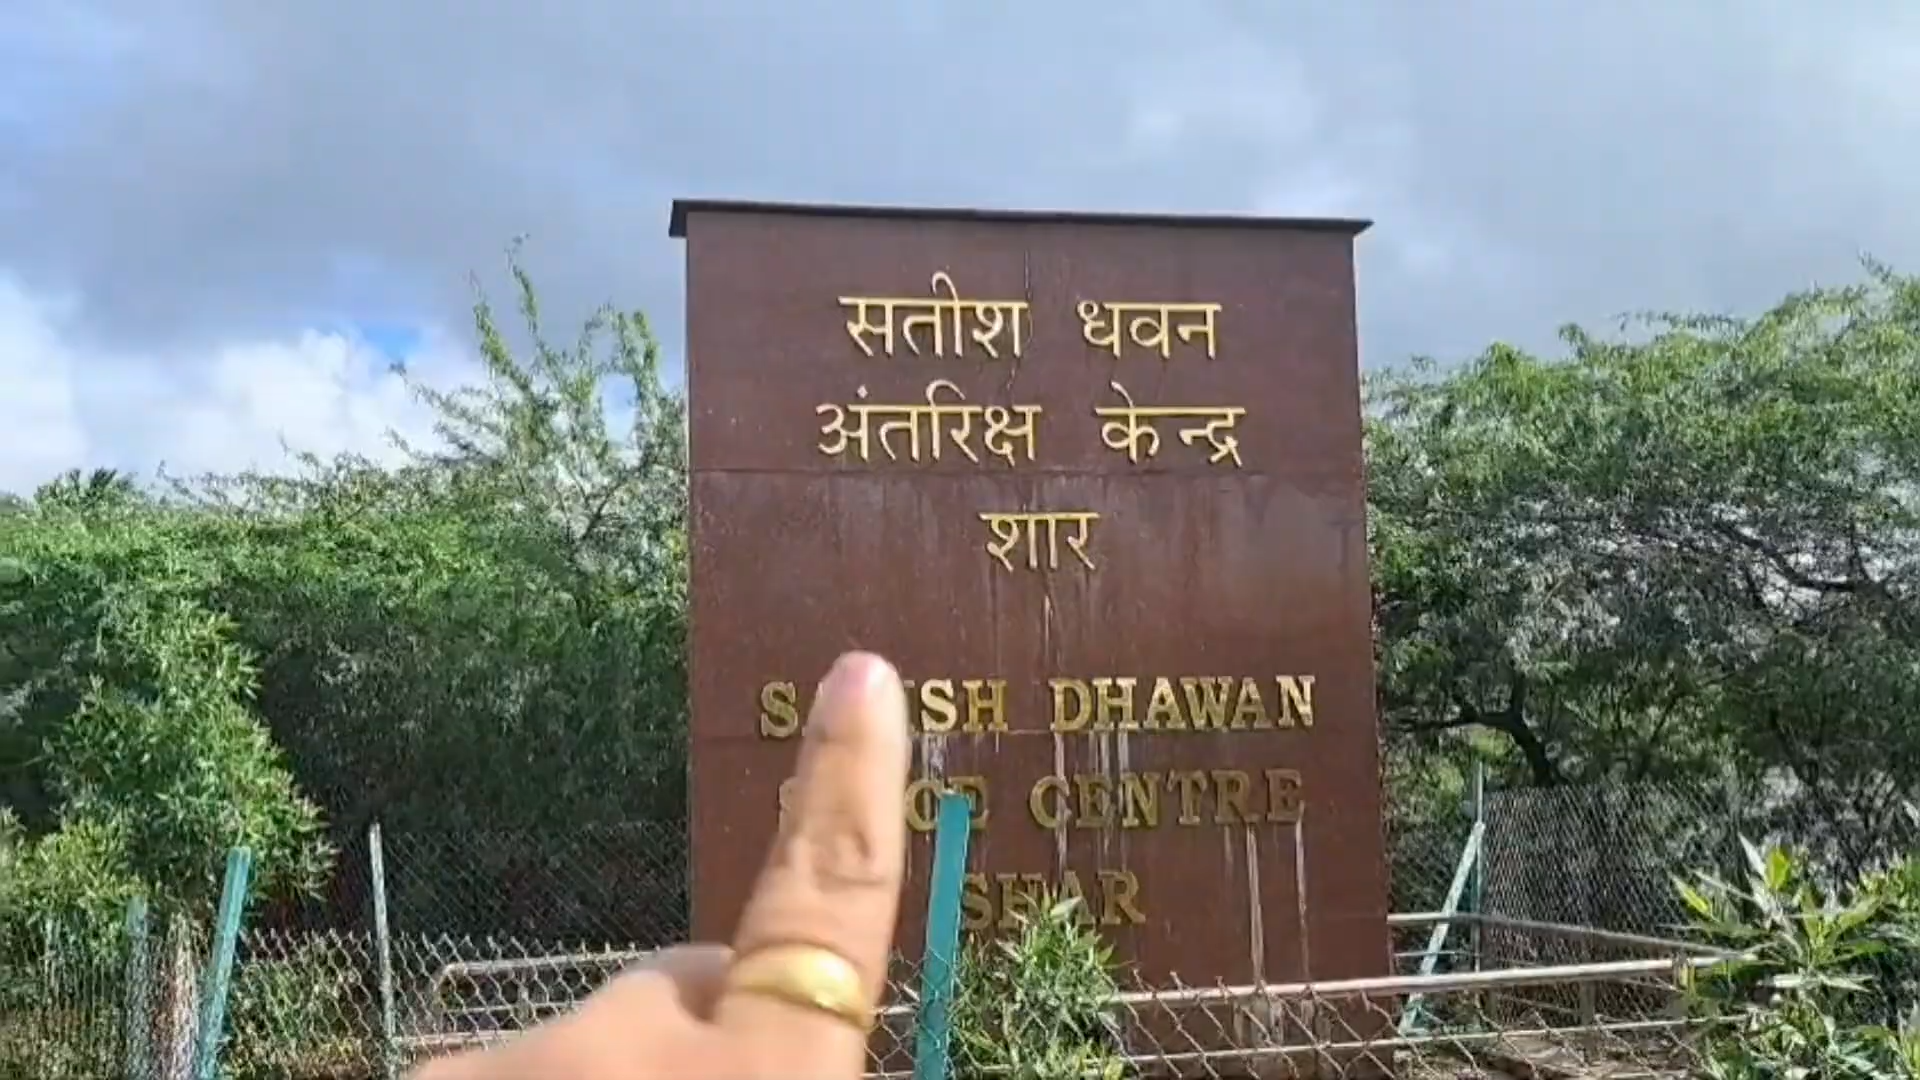 सतीश धवन
अंतरिक्ष केन्द्र
शार
DHAWAN
CENTRE
SHAR